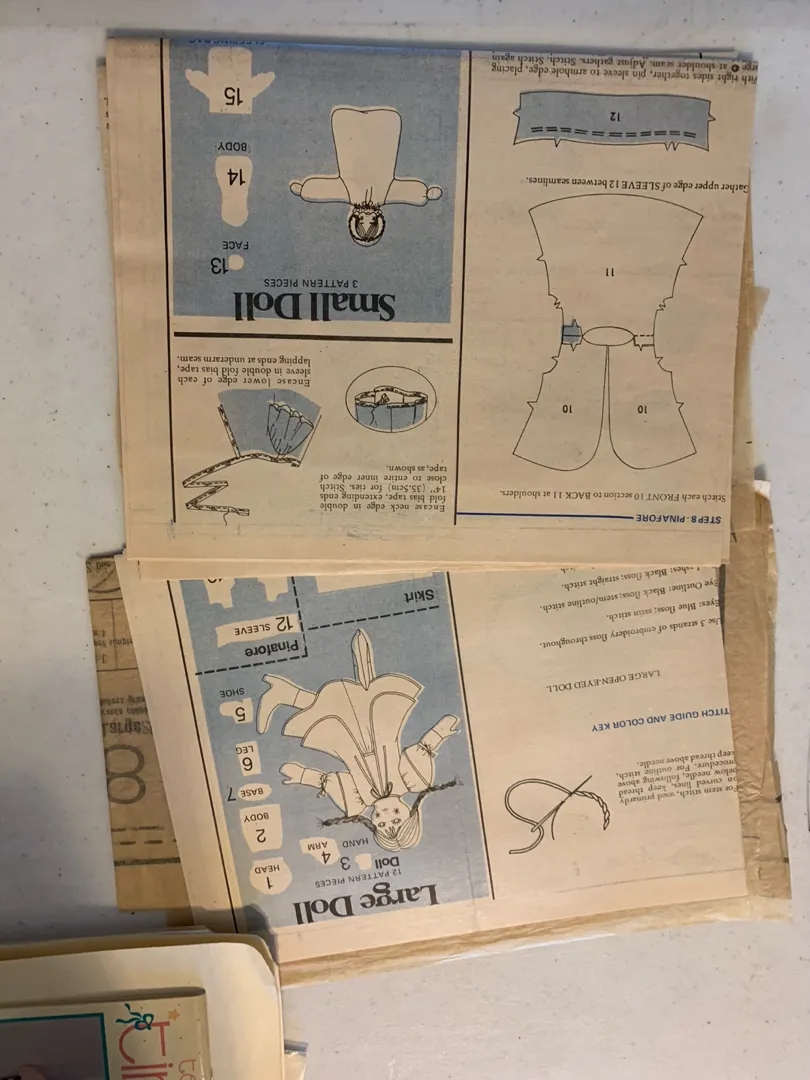 Large Doll
12 PATTERN PIECES
Doll
1 HEAD
3 HAND
4 ARM
2 BODY
BASE 7
6 LEG
5 SHOE
Pinafore
12 SLEEVE
Skirt
For stem stitch, used primarily
on curved lines, keep thread
below needle, following above
procedure. For outline stitch,
keep thread above needle.
TITCH GUIDE AND COLOR KEY
LARGE OPEN-EYED DOLL
Use 3 strands of embroidery floss throughout.
Eyes: Blue floss; satin stitch.
Eye Outline: Black floss; stem/outline stitch.
Lashes: Black floss; straight stitch
STEP 8 - PINAFORE
Stitch each FRONT 10 section to BACK 11 at shoulders.
10
10
11
Gather upper edge of SLEEVE 12 between seamlines.
12
With right sides together, pin sleeve to armhole edge, placing
at shoulder seam. Adjust gathers. Stitch. Stitch again
Encase neck edge in double
fold bias tape, extending ends
14" (35.5cm) for ties. Stitch
close to entire inner edge of
tape, as shown.
Encase lower edge of each
sleeve in double fold bias tape,
lapping ends at underarm seam.
Small Doll
3 PATTERN PIECES
13
FACE
14
BODY
15
SLEEPING BAG
8